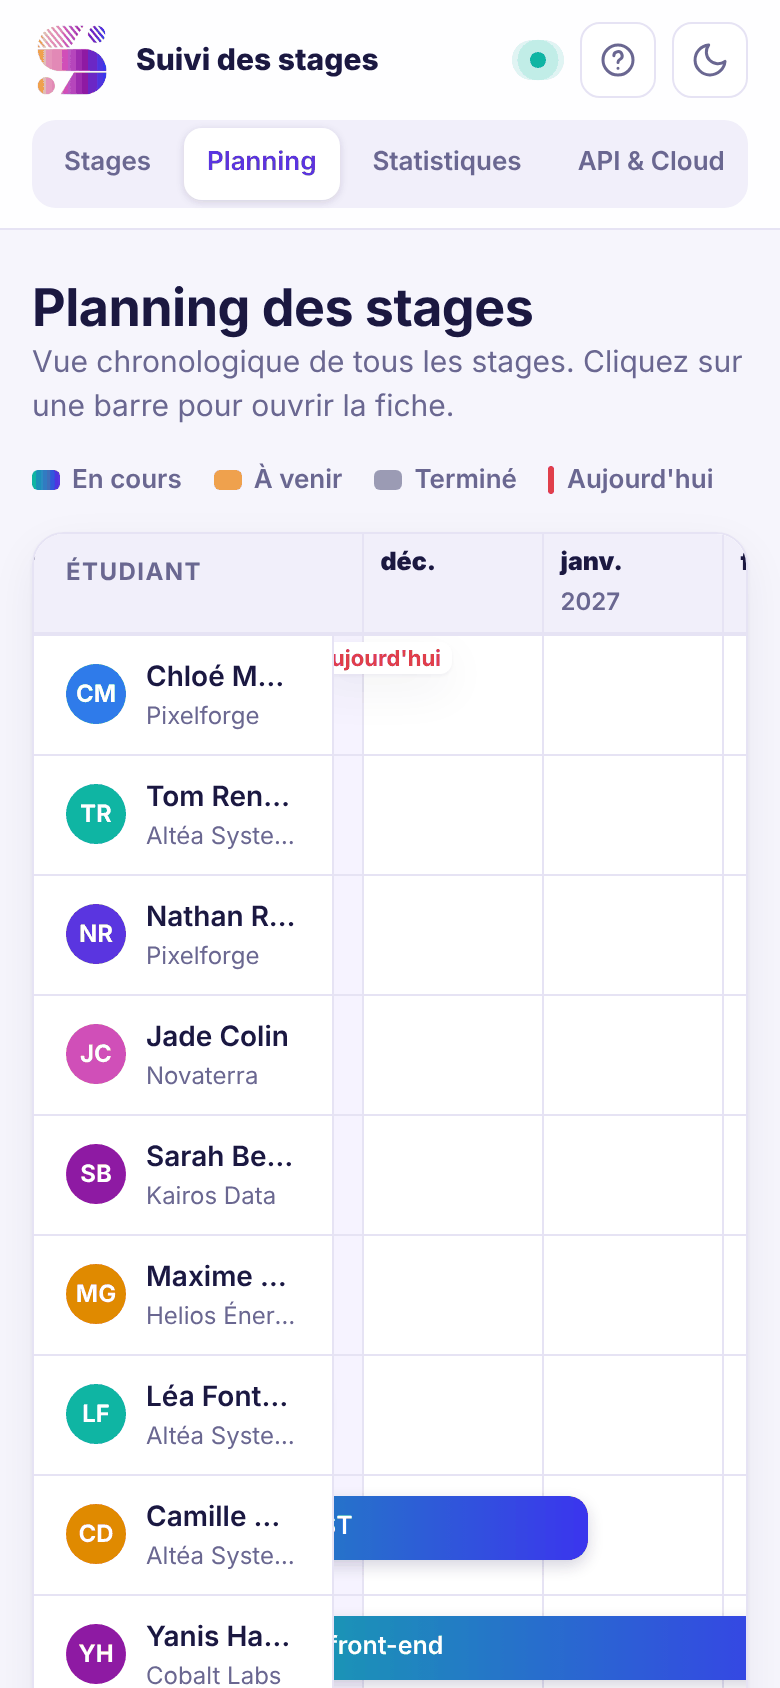 Suivi des stages
Stages Planning Statistiques API & Cloud
Planning des stages
Vue chronologique de tous les stages. Cliquez sur
une barre pour ouvrir la fiche.
En cours À venir Terminé Aujourd'hui
ÉTUDIANT déc. janv.
2027
ujourd'hui
CM Chloé M...
Pixelforge
TR Tom Ren...
Altéa Syste...
NR Nathan R...
Pixelforge
JC Jade Colin
Novaterra
SB Sarah Be...
Kairos Data
MG Maxime ...
Helios Éner...
LF Léa Font...
Altéa Syste...
CD Camille ... T
Altéa Syste...
YH Yanis Ha... front-end
Cobalt Labs